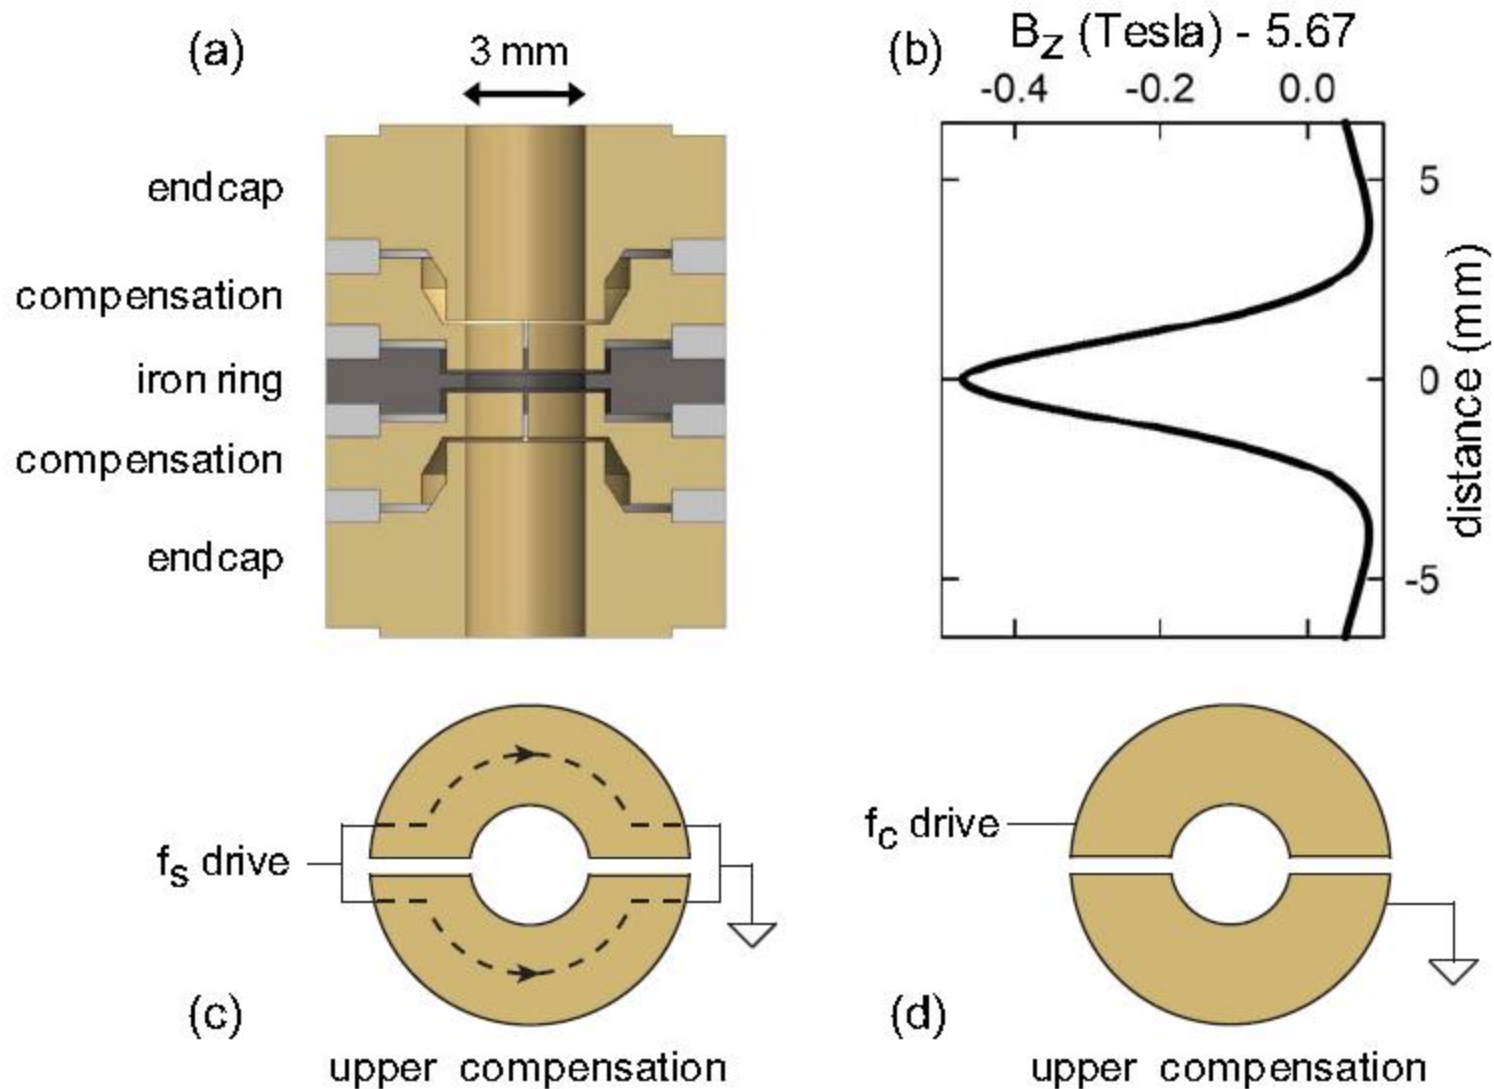 (a)
3 mm
endcap
compensation
iron ring
compensation
endcap
(b)
B_Z (Tesla) - 5.67
-0.4 -0.2 0.0
5
0
-5
distance (mm)
f_s drive
(c)
upper compensation
f_c drive
(d)
upper compensation